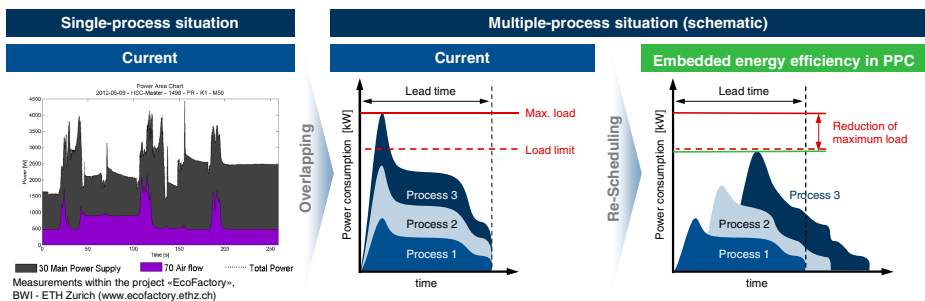 Single-process situation
Multiple-process situation (schematic)
Current
Current
Embedded energy efficiency in PPC
Power Area Chart
2012-05-09 - HSC-Master - 1498 - PR - K1 - M50
Power [W]
4500
4000
3500
3000
2500
2000
1500
1000
500
0
0
50
100
150
200
250
Time [s]
30 Main Power Supply
70 Air flow
Total Power
Measurements within the project «EcoFactory»,
BWI - ETH Zurich (www.ecofactory.ethz.ch)
Overlapping
Power consumption [kW]
Lead time
Max. load
Load limit
Process 3
Process 2
Process 1
time
Re-Scheduling
Power consumption [kW]
Lead time
Reduction of
maximum load
Process 3
Process 2
Process 1
time